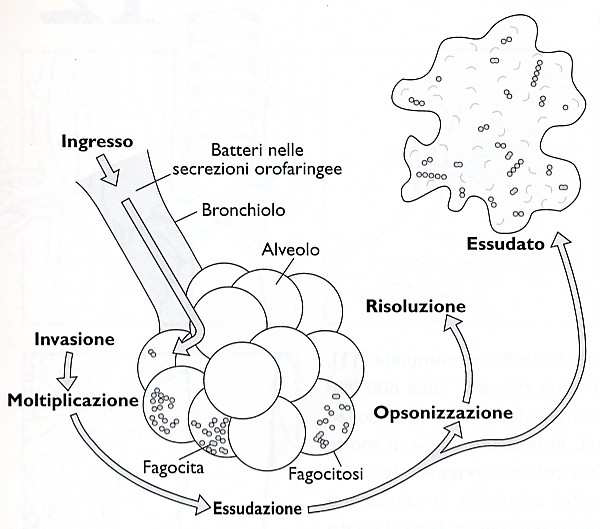 Ingresso
Batteri nelle
secrezioni orofaringee
Bronchiolo
Alveolo
Essudato
Risoluzione
Invasione
Moltiplicazione
Opsonizzazione
Fagocita
Fagocitosi
Essudazione